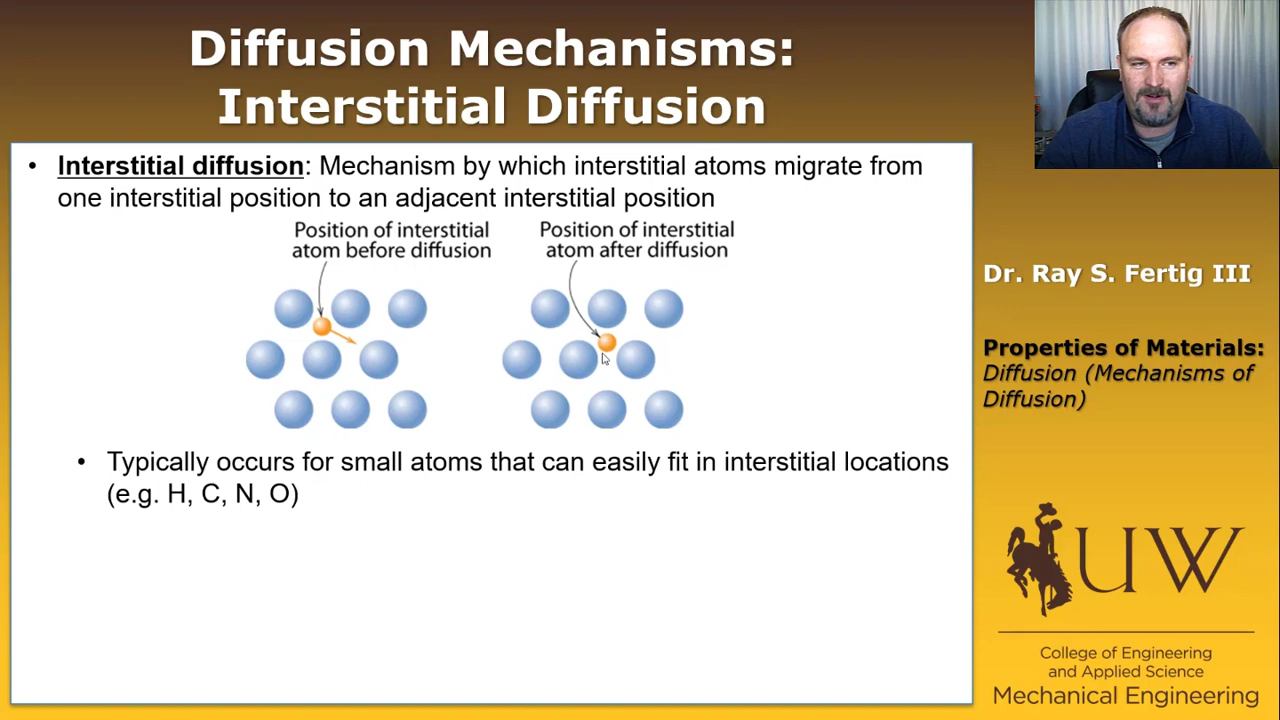 Diffusion Mechanisms:
Interstitial Diffusion
• Interstitial diffusion: Mechanism by which interstitial atoms migrate from
one interstitial position to an adjacent interstitial position
Position of interstitial
atom before diffusion
Position of interstitial
atom after diffusion
• Typically occurs for small atoms that can easily fit in interstitial locations
(e.g. H, C, N, O)
Dr. Ray S. Fertig III
Properties of Materials:
Diffusion (Mechanisms of
Diffusion)
UW
College of Engineering
and Applied Science
Mechanical Engineering